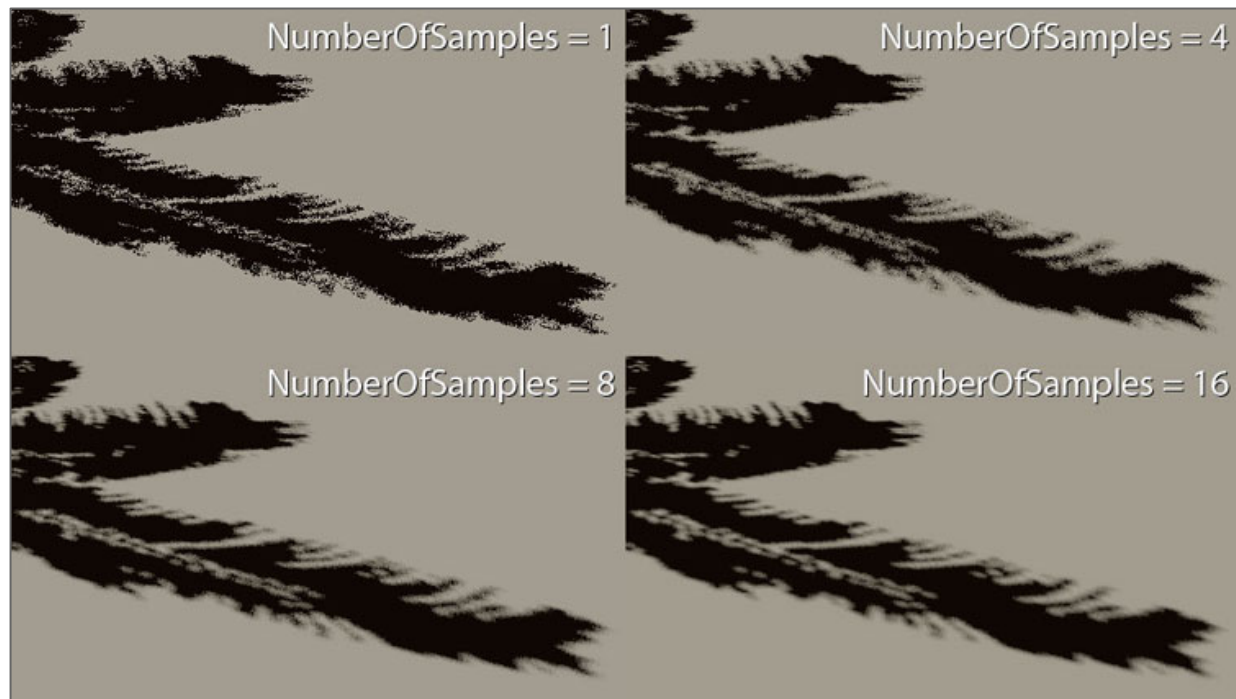 NumberOfSamples = 1
NumberOfSamples = 4
NumberOfSamples = 8
NumberOfSamples = 16